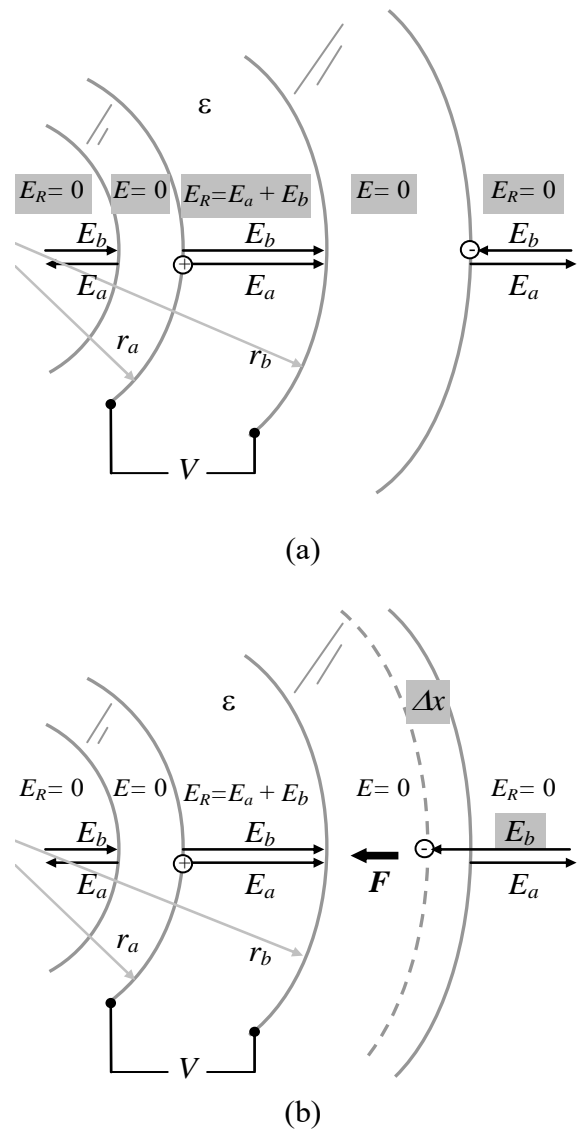 ε
E_R= 0 E= 0 E_R=E_a + E_b E= 0 E_R= 0
E_b E_b - E_b
E_a + E_a E_a
r_a r_b
V
(a)
Δx
ε
E_R= 0 E= 0 E_R=E_a + E_b E= 0 E_R= 0
E_b E_b - E_b
E_a + E_a F E_a
r_a r_b
V
(b)